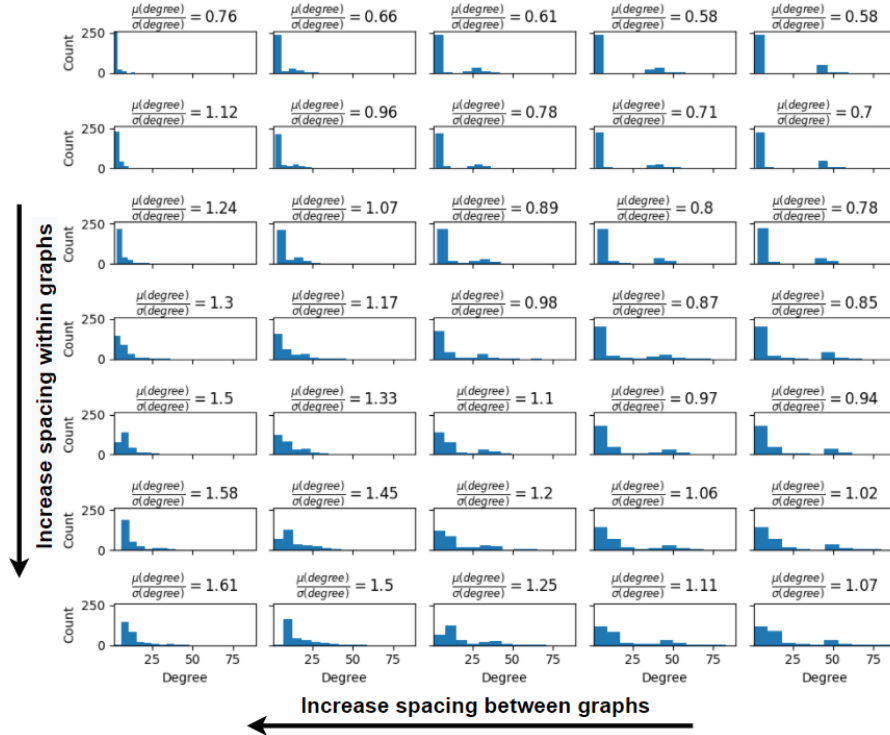 μ(degree)/σ(degree) = 0.76 μ(degree)/σ(degree) = 0.66 μ(degree)/σ(degree) = 0.61 μ(degree)/σ(degree) = 0.58 μ(degree)/σ(degree) = 0.58
250
0
Count
μ(degree)/σ(degree) = 1.12 μ(degree)/σ(degree) = 0.96 μ(degree)/σ(degree) = 0.78 μ(degree)/σ(degree) = 0.71 μ(degree)/σ(degree) = 0.7
250
0
Count
μ(degree)/σ(degree) = 1.24 μ(degree)/σ(degree) = 1.07 μ(degree)/σ(degree) = 0.89 μ(degree)/σ(degree) = 0.8 μ(degree)/σ(degree) = 0.78
250
0
Count
μ(degree)/σ(degree) = 1.3 μ(degree)/σ(degree) = 1.17 μ(degree)/σ(degree) = 0.98 μ(degree)/σ(degree) = 0.87 μ(degree)/σ(degree) = 0.85
250
0
Count
μ(degree)/σ(degree) = 1.5 μ(degree)/σ(degree) = 1.33 μ(degree)/σ(degree) = 1.1 μ(degree)/σ(degree) = 0.97 μ(degree)/σ(degree) = 0.94
250
0
Count
μ(degree)/σ(degree) = 1.58 μ(degree)/σ(degree) = 1.45 μ(degree)/σ(degree) = 1.2 μ(degree)/σ(degree) = 1.06 μ(degree)/σ(degree) = 1.02
250
0
Count
μ(degree)/σ(degree) = 1.61 μ(degree)/σ(degree) = 1.5 μ(degree)/σ(degree) = 1.25 μ(degree)/σ(degree) = 1.11 μ(degree)/σ(degree) = 1.07
250
0
Count
25 50 75 25 50 75 25 50 75 25 50 75 25 50 75
Degree Degree Degree Degree Degree
Increase spacing within graphs
Increase spacing between graphs